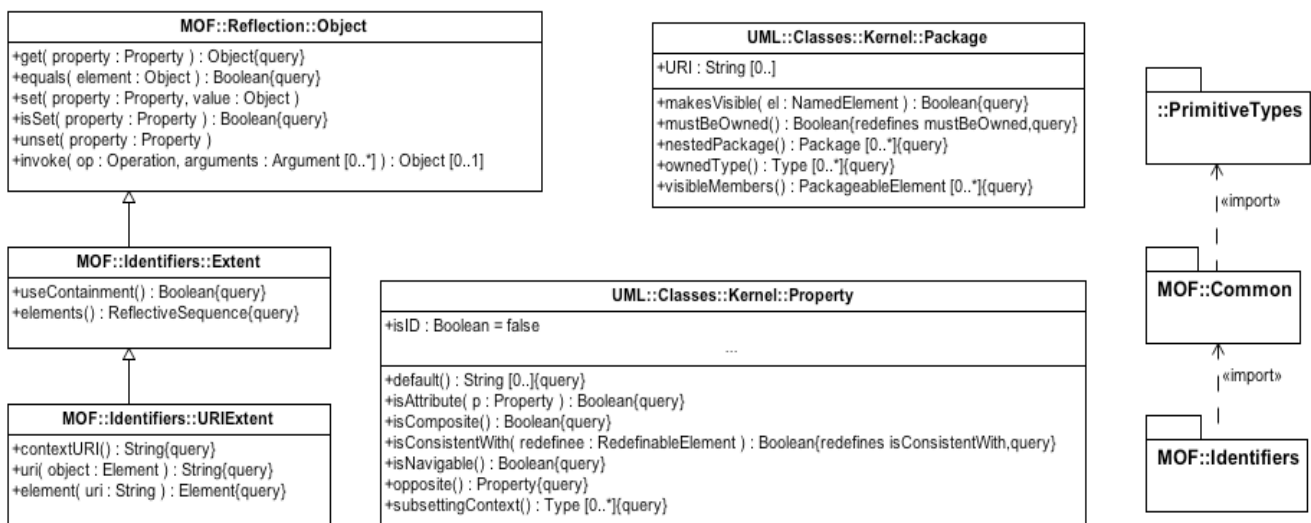 MOF::Reflection::Object
+get( property : Property ) : Object{query}
+equals( element : Object ) : Boolean{query}
+set( property : Property, value : Object )
+isSet( property : Property ) : Boolean{query}
+unset( property : Property )
+invoke( op : Operation, arguments : Argument [0..*] ) : Object [0..1]
MOF::Identifiers::Extent
+useContainment() : Boolean{query}
+elements() : ReflectiveSequence{query}
MOF::Identifiers::URIExtent
+contextURI() : String{query}
+uri( object : Element ) : String{query}
+element( uri : String ) : Element{query}
UML::Classes::Kernel::Package
+URI : String [0..]
+makesVisible( el : NamedElement ) : Boolean{query}
+mustBeOwned() : Boolean{redefines mustBeOwned,query}
+nestedPackage() : Package [0..*]{query}
+ownedType() : Type [0..*]{query}
+visibleMembers() : PackageableElement [0..*]{query}
UML::Classes::Kernel::Property
+isID : Boolean = false
...
+default() : String [0..]{query}
+isAttribute( p : Property ) : Boolean{query}
+isComposite() : Boolean{query}
+isConsistentWith( redefinee : RedefinableElement ) : Boolean{redefines isConsistentWith,query}
+isNavigable() : Boolean{query}
+opposite() : Property{query}
+subsettingContext() : Type [0..*]{query}
::PrimitiveTypes
«import»
MOF::Common
«import»
MOF::Identifiers